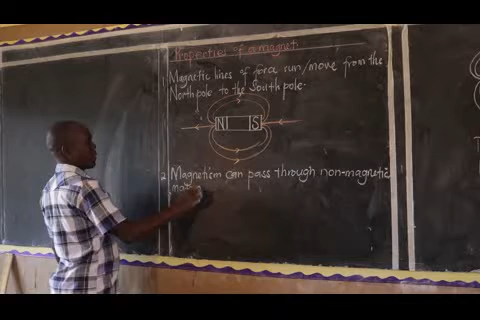 Properties of a magnet
1 Magnetic lines of force run/move from the
North pole to the South pole.
N S
2 Magnetism can pass through non-magnetic